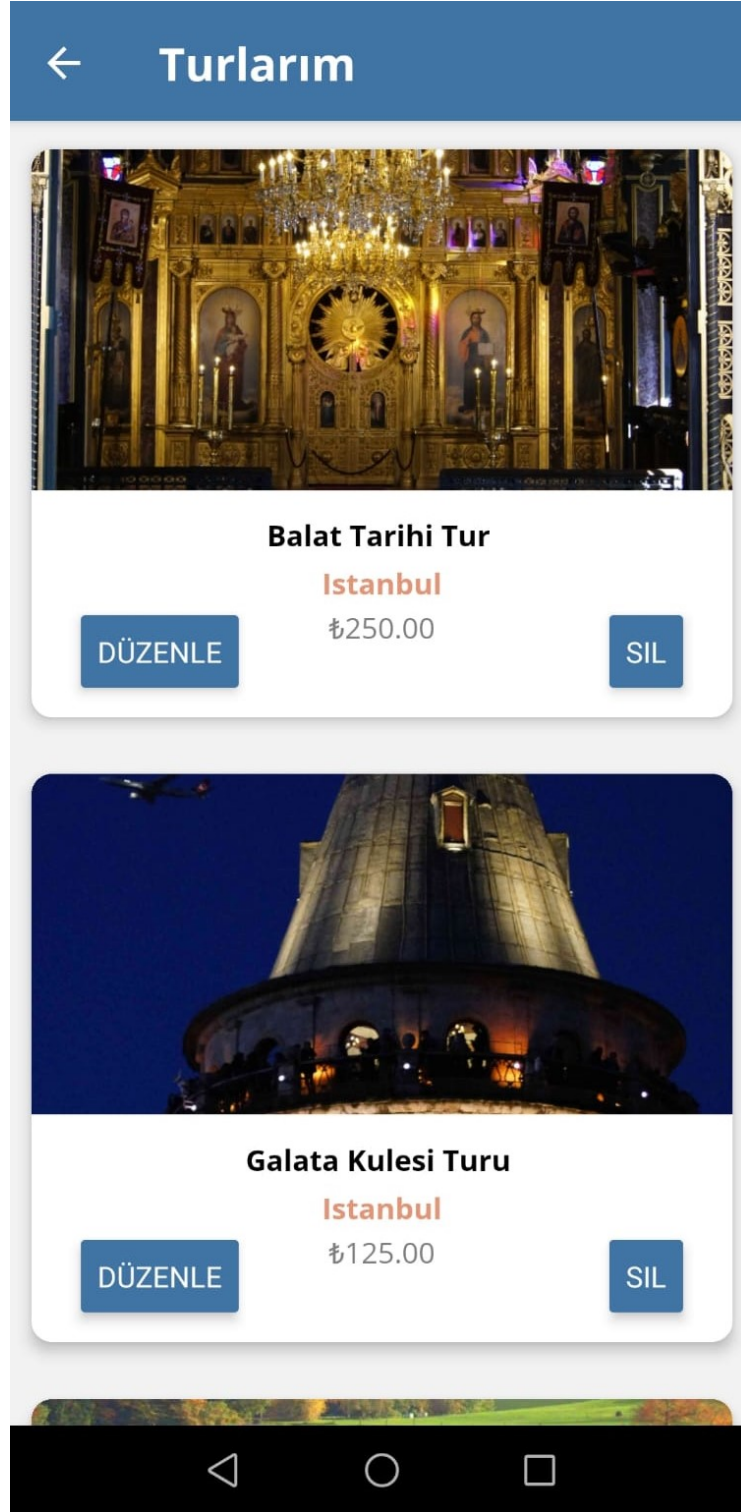 Turlarım
Balat Tarihi Tur
Istanbul
₺250.00
DÜZENLE
SIL
Galata Kulesi Turu
Istanbul
₺125.00
DÜZENLE
SIL